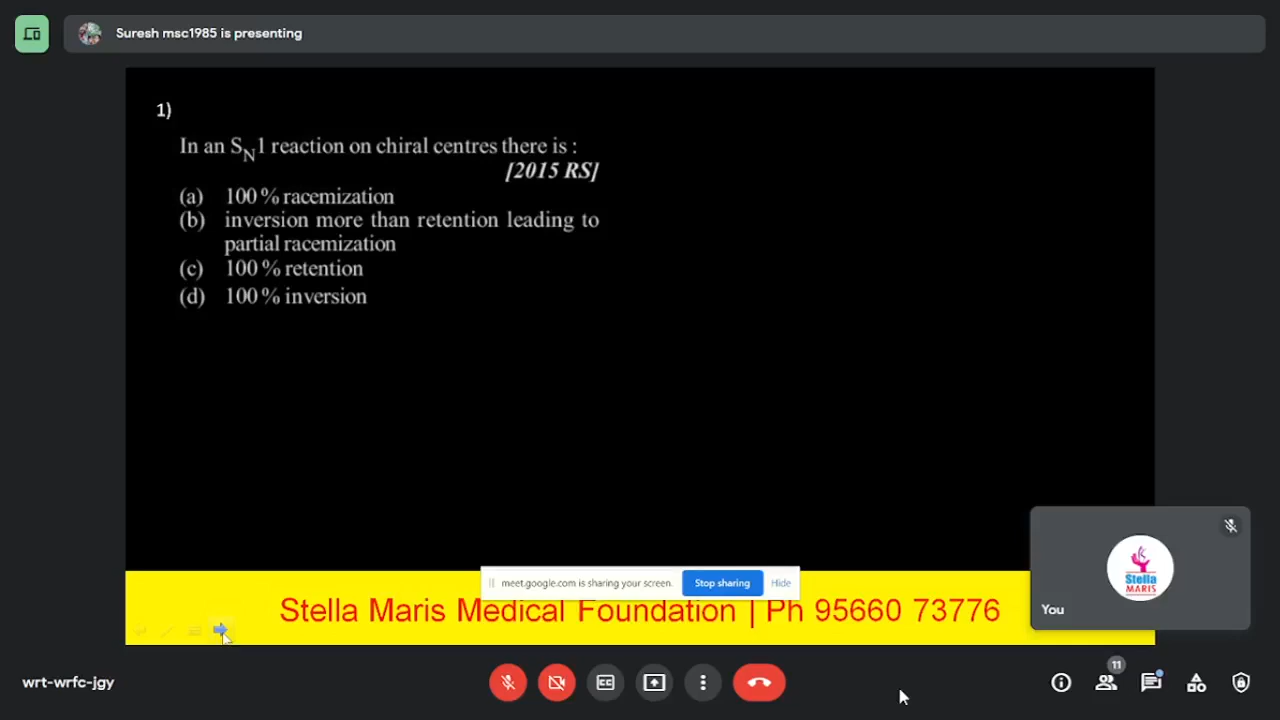 Suresh msc1985 is presenting
1)
In an SN1 reaction on chiral centres there is :
[2015 RS]
(a) 100 % racemization
(b) inversion more than retention leading to
partial racemization
(c) 100 % retention
(d) 100 % inversion
meet.google.com is sharing your screen.
Stop sharing
Hide
Stella Maris Medical Foundation | Ph 95660 73776
Stella
MARIS
You
wrt-wrfc-jgy
CC
11